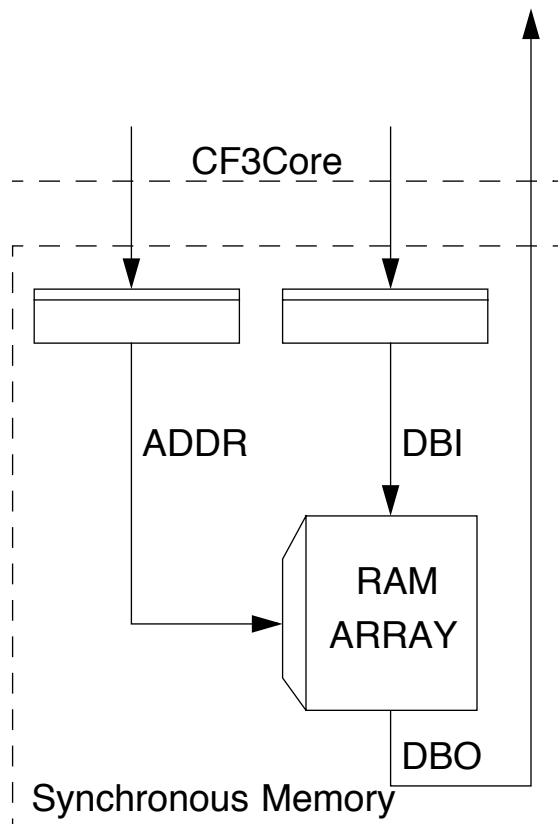 CF3Core
ADDR
DBI
RAM
ARRAY
DBO
Synchronous Memory